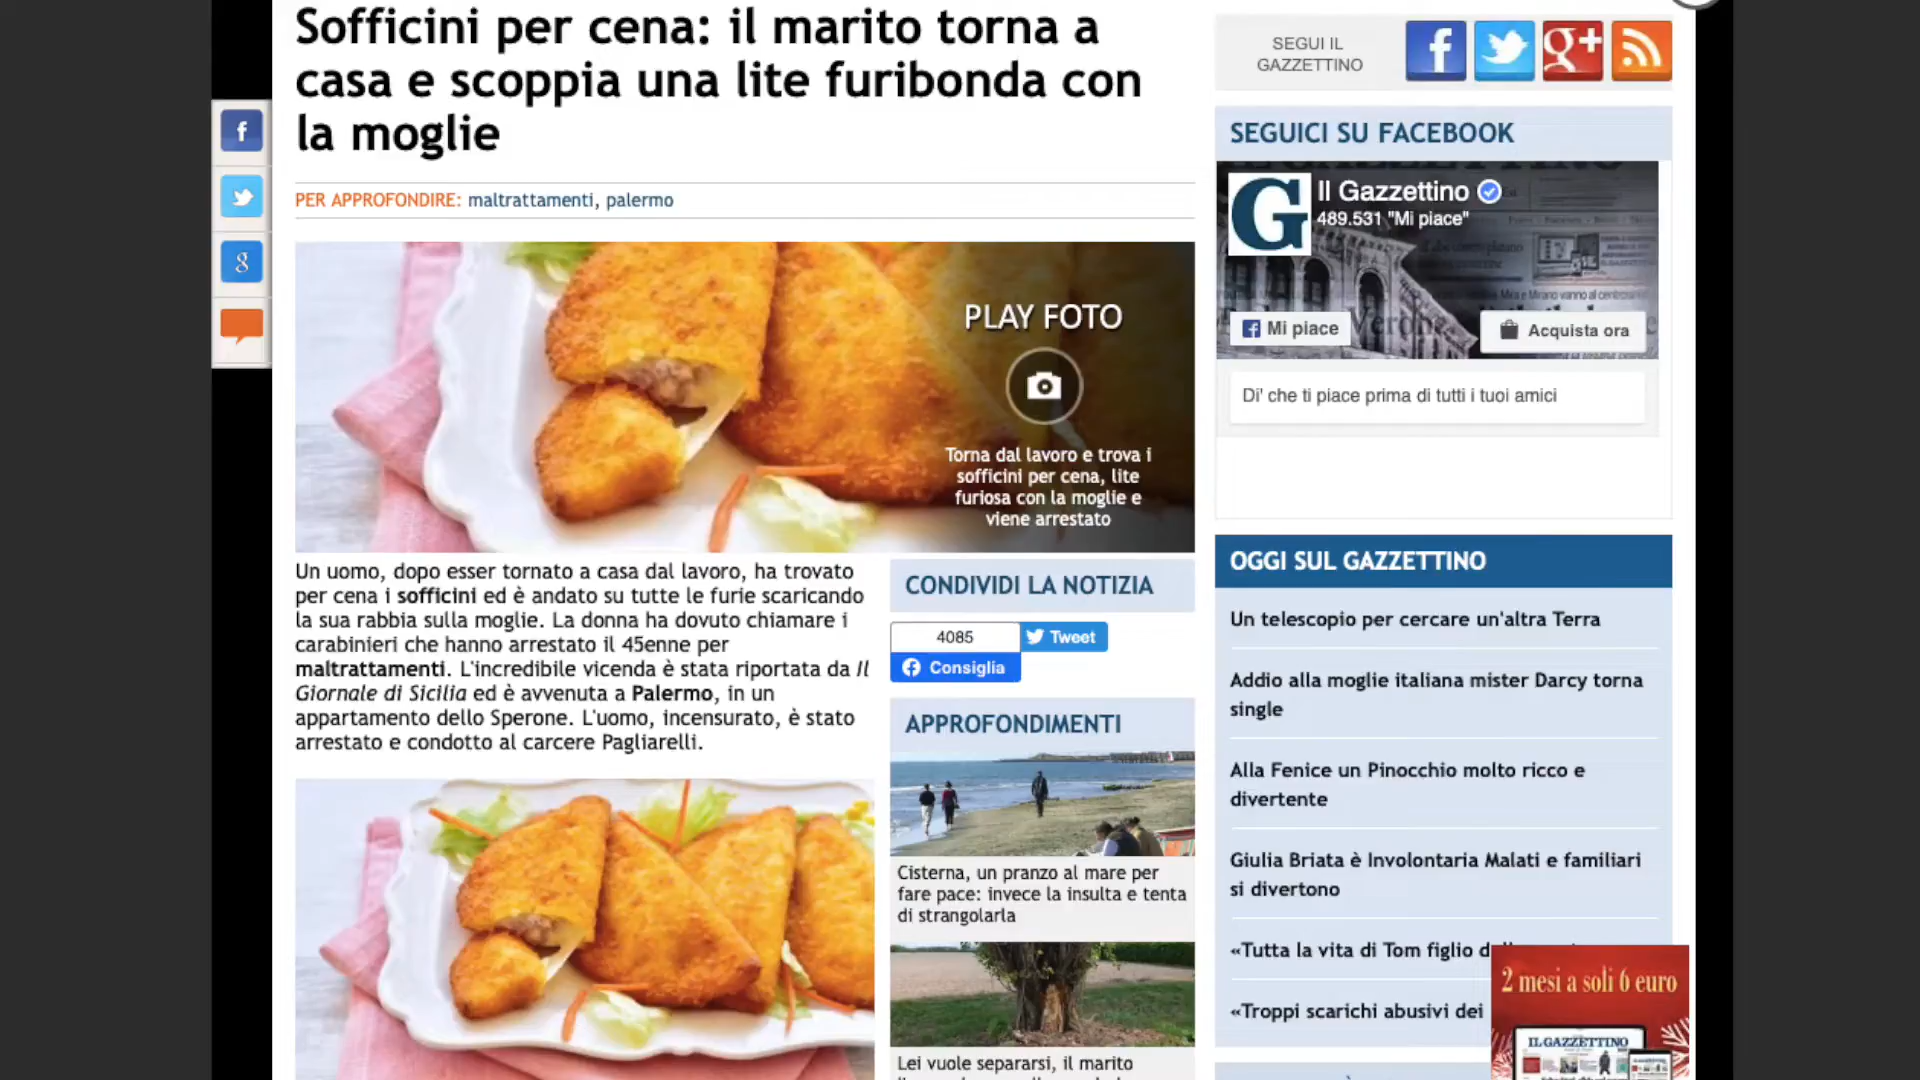 Sofficini per cena: il marito torna a
casa e scoppia una lite furibonda con
la moglie
PER APPROFONDIRE: maltrattamenti, palermo
PLAY FOTO
Torna dal lavoro e trova i
sofficini per cena, lite
furiosa con la moglie e
viene arrestato
Un uomo, dopo esser tornato a casa dal lavoro, ha trovato
per cena i sofficini ed è andato su tutte le furie scaricando
la sua rabbia sulla moglie. La donna ha dovuto chiamare i
carabinieri che hanno arrestato il 45enne per
maltrattamenti. L'incredibile vicenda è stata riportata da Il
Giornale di Sicilia ed è avvenuta a Palermo, in un
appartamento dello Sperone. L'uomo, incensurato, è stato
arrestato e condotto al carcere Pagliarelli.
CONDIVIDI LA NOTIZIA
4085
Tweet
Consiglia
APPROFONDIMENTI
Cisterna, un pranzo al mare per
fare pace: invece la insulta e tenta
di strangolarla
Lei vuole separarsi, il marito
SEGUI IL
GAZZETTINO
SEGUICI SU FACEBOOK
Il Gazzettino
489.531 "Mi piace"
Mi piace
Acquista ora
Di' che ti piace prima di tutti i tuoi amici
OGGI SUL GAZZETTINO
Un telescopio per cercare un'altra Terra
Addio alla moglie italiana mister Darcy torna
single
Alla Fenice un Pinocchio molto ricco e
divertente
Giulia Briata è Involontaria Malati e familiari
si divertono
«Tutta la vita di Tom figlio
«Troppi scarichi abusivi dei
2 mesi a soli 6 euro
IL GAZZETTINO